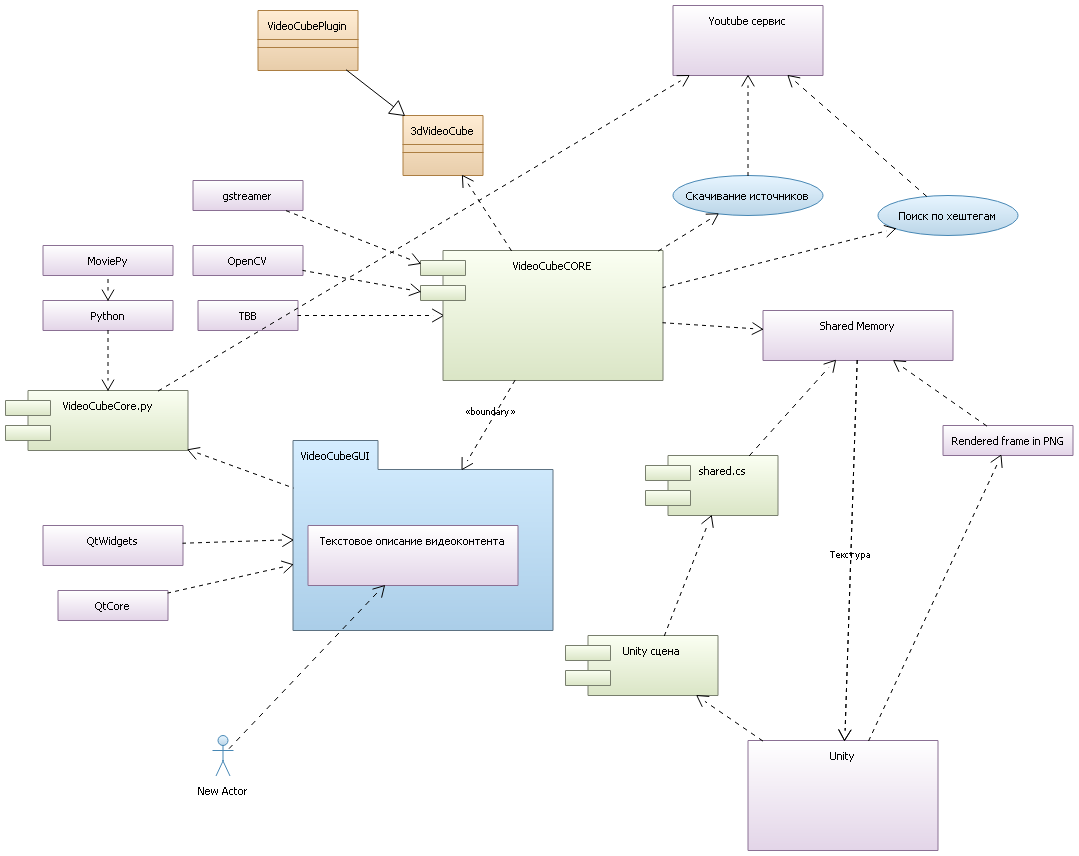 VideoCubePlugin
Youtube сервис
3dVideoCube
gstreamer
Скачивание источников
Поиск по хештегам
MoviePy
OpenCV
VideoCubeCORE
Python
TBB
Shared Memory
VideoCubeCore.py
«boundary»
VideoCubeGUI
Rendered frame in PNG
shared.cs
QtWidgets
Текстовое описание видеоконтента
Текстура
QtCore
Unity сцена
Unity
New Actor